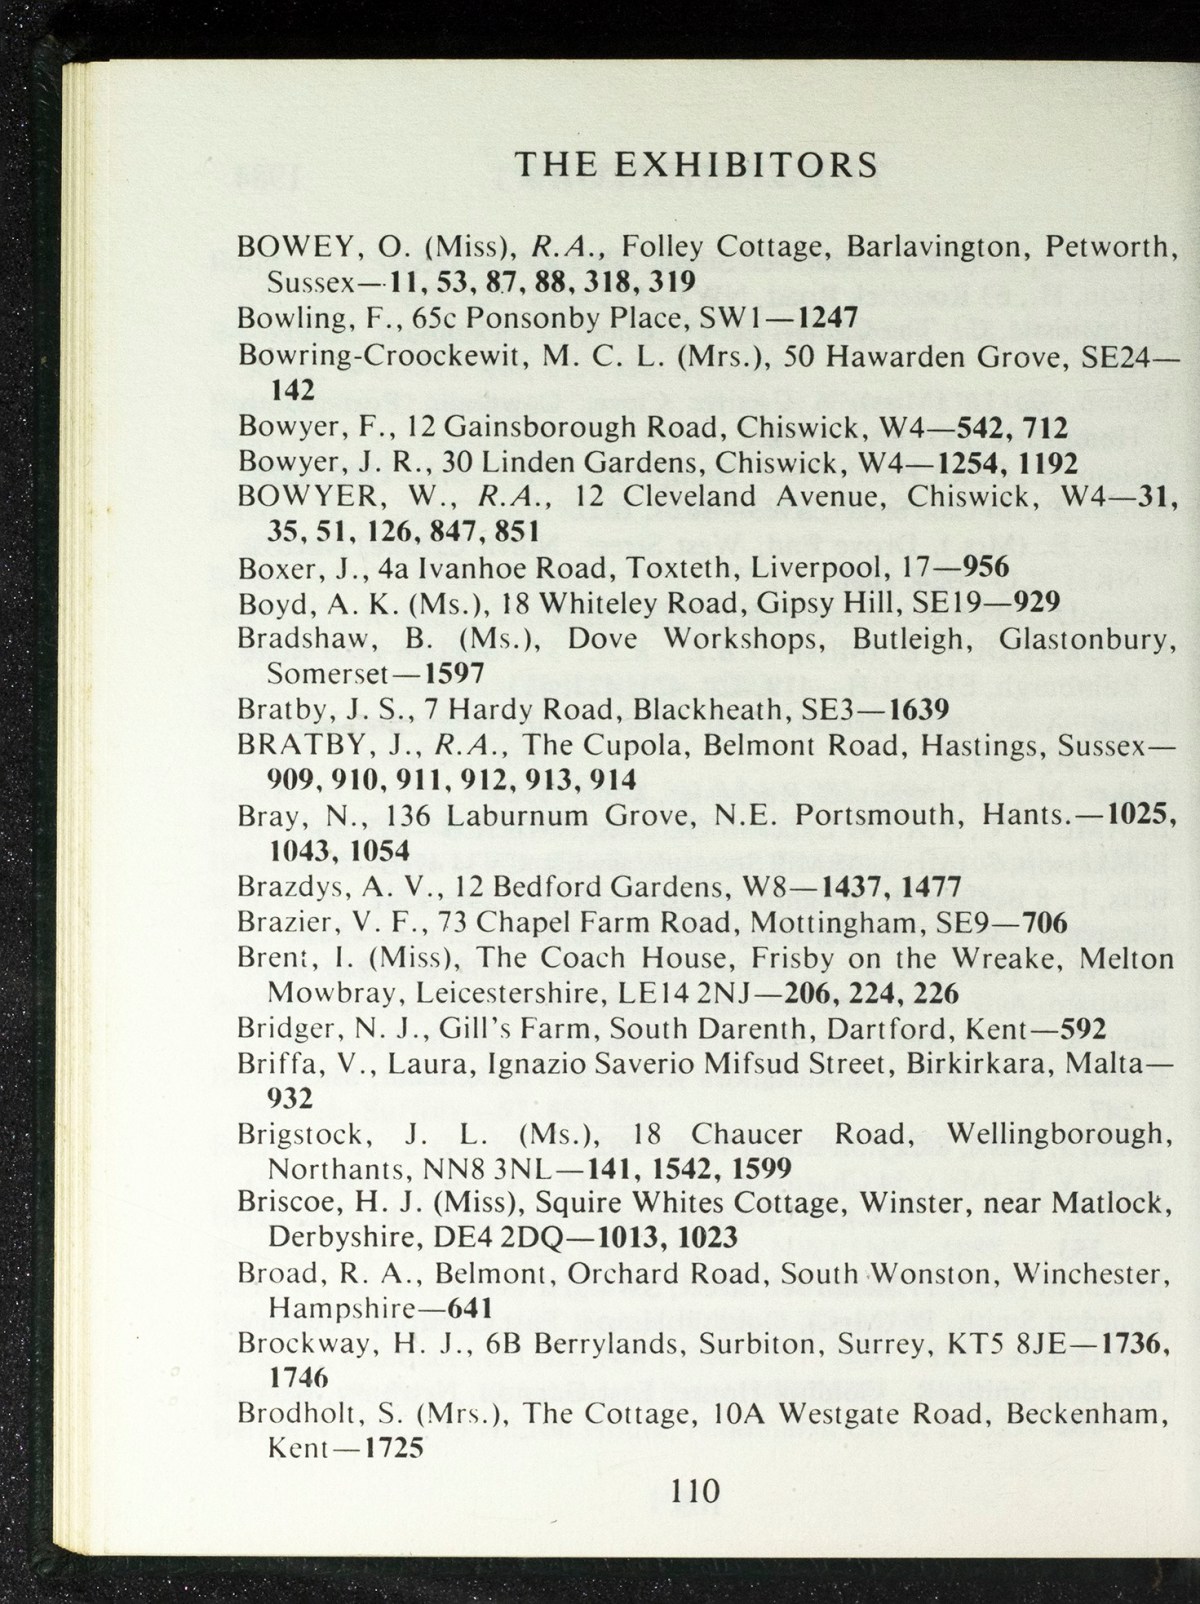 THE EXHIBITORS
BOWEY, O. (Miss), R.A., Folley Cottage, Barlavington, Petworth,
Sussex—11, 53, 87, 88, 318, 319
Bowling, F., 65c Ponsonby Place, SW1—1247
Bowring-Croockewit, M. C. L. (Mrs.), 50 Hawarden Grove, SE24—
142
Bowyer, F., 12 Gainsborough Road, Chiswick, W4—542, 712
Bowyer, J. R., 30 Linden Gardens, Chiswick, W4—1254, 1192
BOWYER, W., R.A., 12 Cleveland Avenue, Chiswick, W4—31,
35, 51, 126, 847, 851
Boxer, J., 4a Ivanhoe Road, Toxteth, Liverpool, 17—956
Boyd, A. K. (Ms.), 18 Whiteley Road, Gipsy Hill, SE19—929
Bradshaw, B. (Ms.), Dove Workshops, Butleigh, Glastonbury,
Somerset—1597
Bratby, J. S., 7 Hardy Road, Blackheath, SE3—1639
BRATBY, J., R.A., The Cupola, Belmont Road, Hastings, Sussex—
909, 910, 911, 912, 913, 914
Bray, N., 136 Laburnum Grove, N.E. Portsmouth, Hants.—1025,
1043, 1054
Brazdys, A. V., 12 Bedford Gardens, W8—1437, 1477
Brazier, V. F., 73 Chapel Farm Road, Mottingham, SE9—706
Brent, I. (Miss), The Coach House, Frisby on the Wreake, Melton
Mowbray, Leicestershire, LE14 2NJ—206, 224, 226
Bridger, N. J., Gill's Farm, South Darenth, Dartford, Kent—592
Briffa, V., Laura, Ignazio Saverio Mifsud Street, Birkirkara, Malta—
932
Brigstock, J. L. (Ms.), 18 Chaucer Road, Wellingborough,
Northants, NN8 3NL—141, 1542, 1599
Briscoe, H. J. (Miss), Squire Whites Cottage, Winster, near Matlock,
Derbyshire, DE4 2DQ—1013, 1023
Broad, R. A., Belmont, Orchard Road, South Wonston, Winchester,
Hampshire—641
Brockway, H. J., 6B Berrylands, Surbiton, Surrey, KT5 8JE—1736,
1746
Brodholt, S. (Mrs.), The Cottage, 10A Westgate Road, Beckenham,
Kent—1725
110